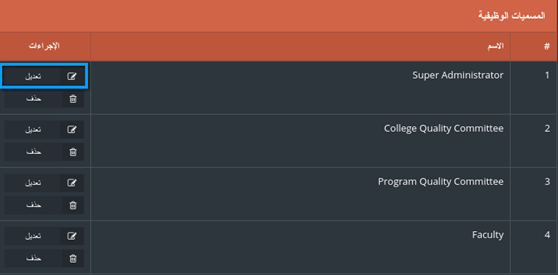 المسميات الوظيفية
# الاسم الإجراءات
1 Super Administrator تعديل
حذف
2 College Quality Committee تعديل
حذف
3 Program Quality Committee تعديل
حذف
4 Faculty تعديل
حذف